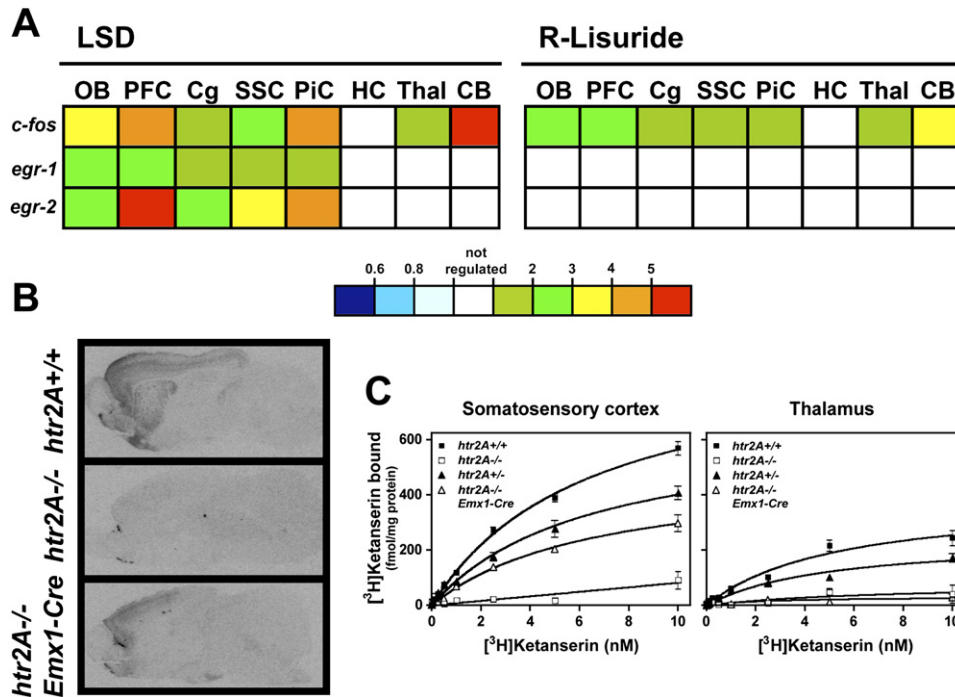 A
LSD
R-Lisuride
OB PFC Cg SSC PiC HC Thal CB
OB PFC Cg SSC PiC HC Thal CB
c-fos
egr-1
egr-2
not
regulated
0.6 0.8 2 3 4 5
B
htr2A+/+
htr2A-/-
htr2A-/-
Emx1-Cre
C
Somatosensory cortex
Thalamus
[3H]Ketanserin bound
(fmol/mg protein)
600
400
200
0
htr2A+/+
htr2A-/-
htr2A+/-
htr2A-/-
Emx1-Cre
htr2A+/+
htr2A-/-
htr2A+/-
htr2A-/-
Emx1-Cre
0 2 4 6 8 10
0 2 4 6 8 10
[3H]Ketanserin (nM)
[3H]Ketanserin (nM)